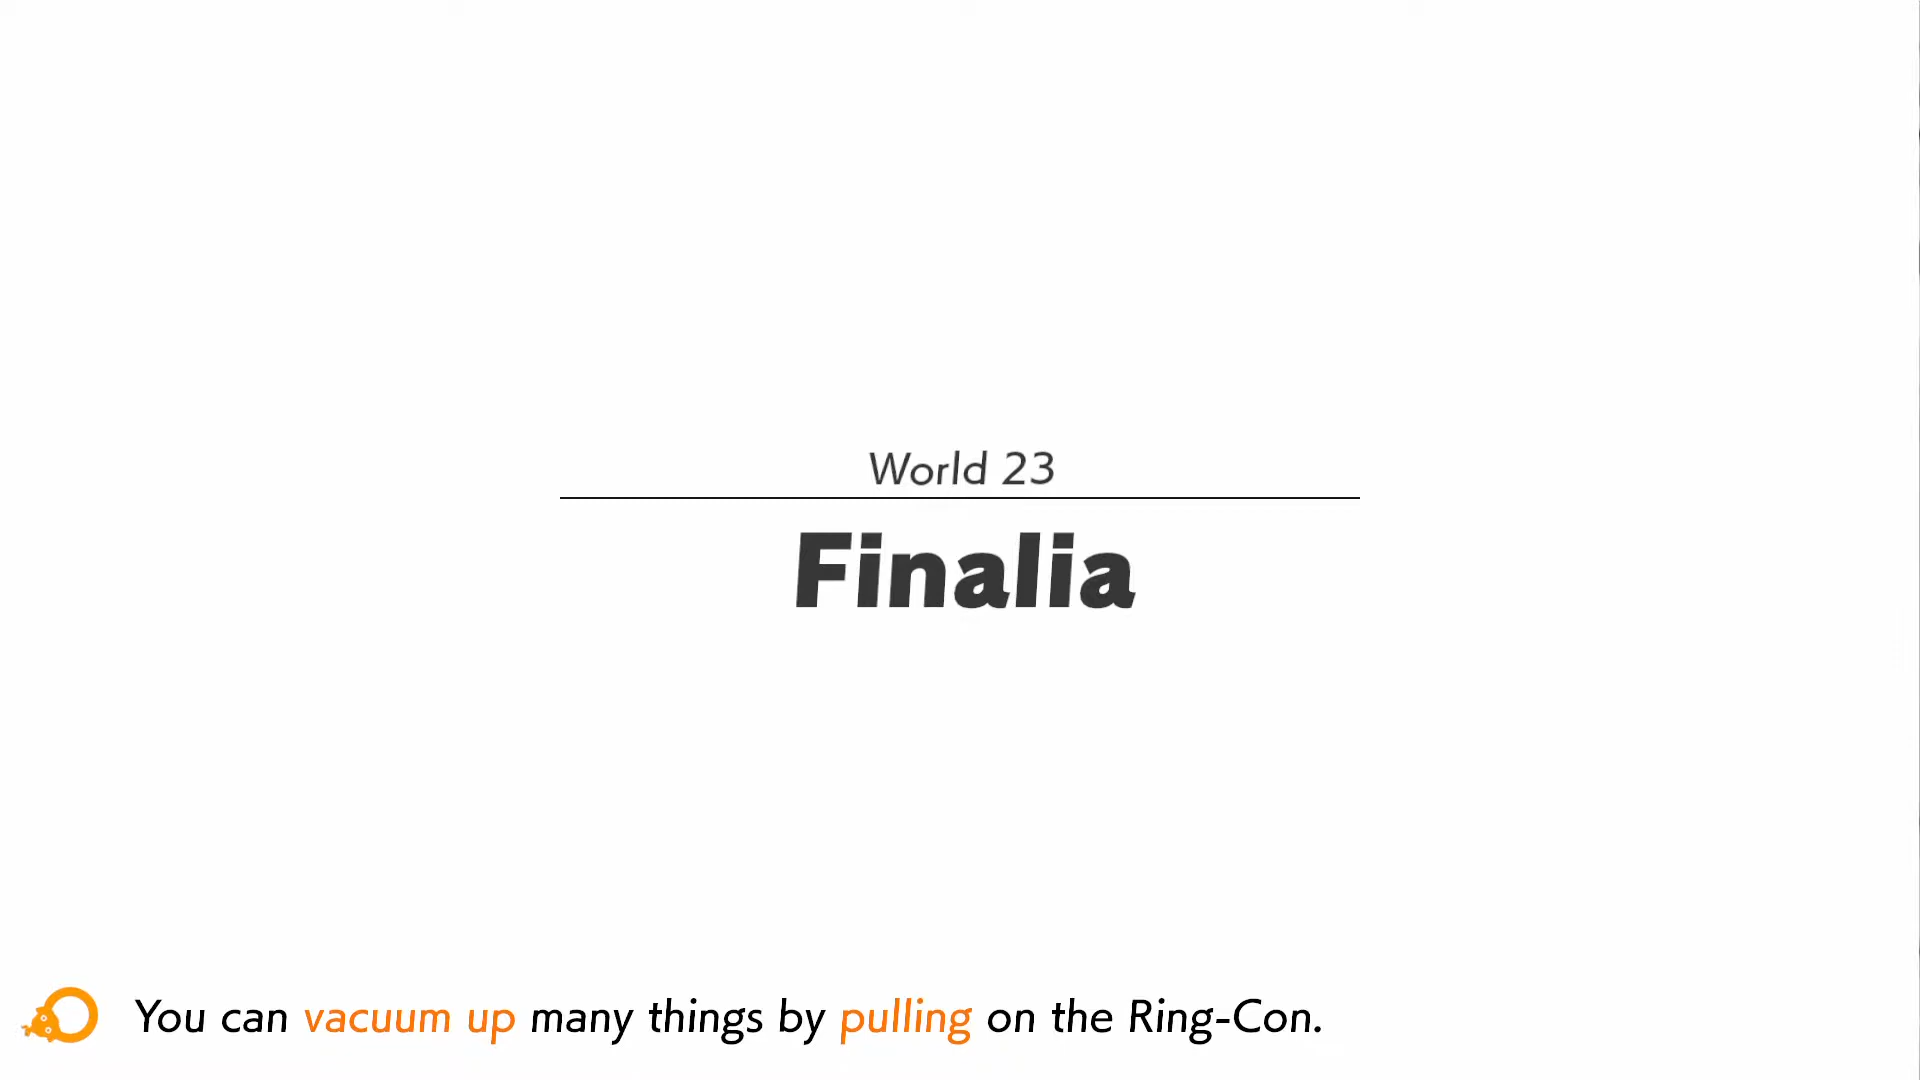 World 23
Finalia
You can vacuum up many things by pulling on the Ring-Con.